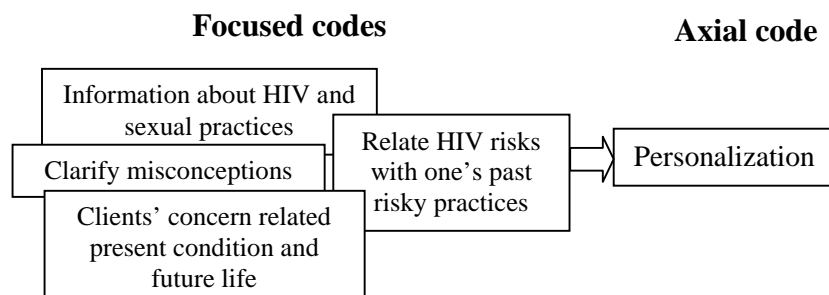 Focused codes
Axial code
Information about HIV and
sexual practices
Clarify misconceptions
Clients’ concern related
present condition and
future life
Relate HIV risks
with one’s past
risky practices
Personalization